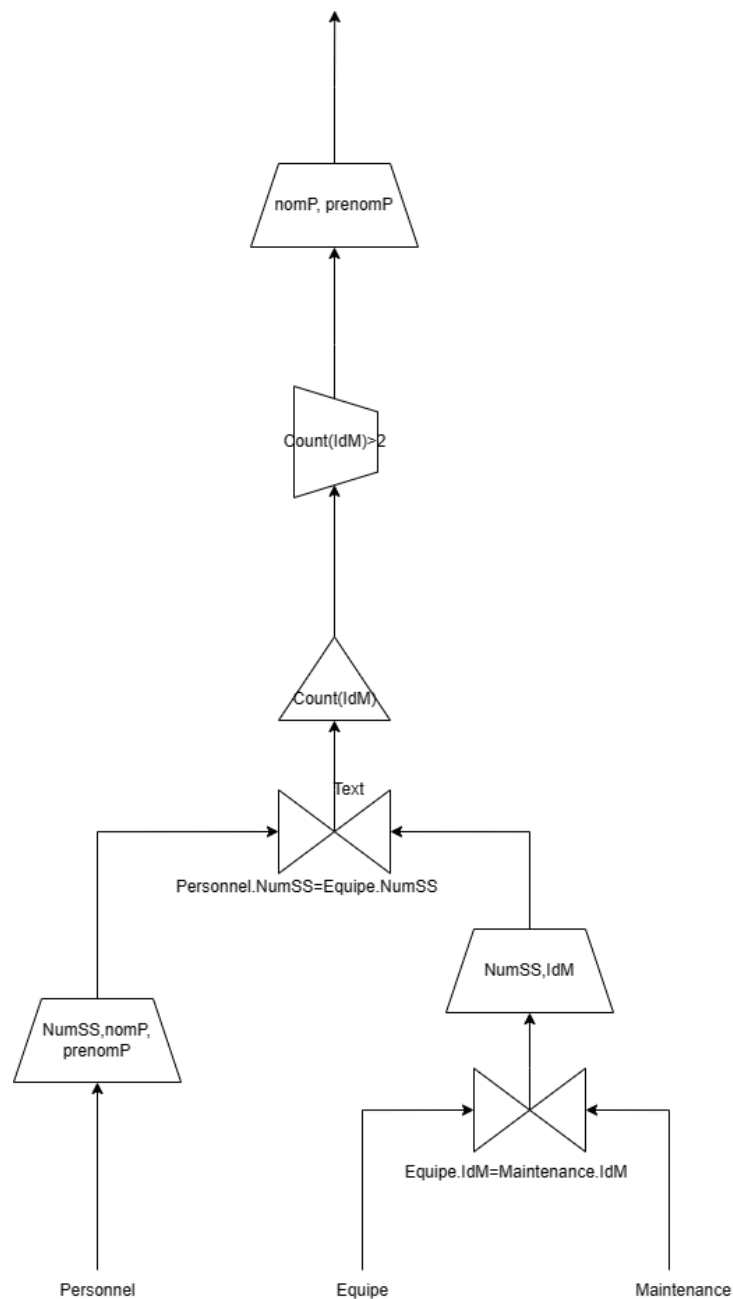 nomP, prenomP
Count(IdM)>2
Count(IdM)
Text
Personnel.NumSS=Equipe.NumSS
NumSS,IdM
NumSS,nomP,
prenomP
Equipe.IdM=Maintenance.IdM
Personnel
Equipe
Maintenance